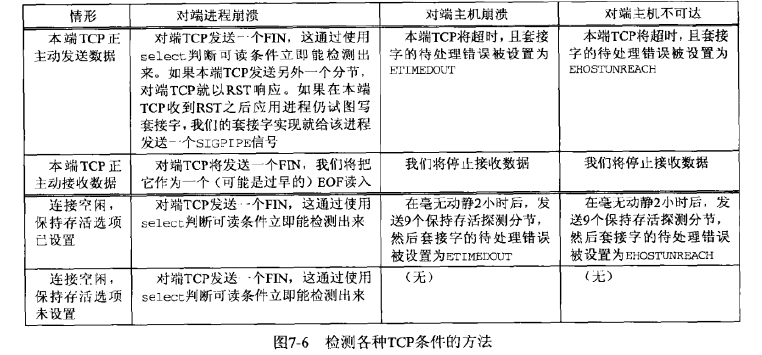 情形 对端进程崩溃 对端主机崩溃 对端主机不可达
本端TCP正主动发送数据
对端TCP发送一个FIN，这通过使用
select判断可读条件立即能检测出
来。如果本端TCP发送另外一个分节，
对端TCP就以RST响应。如果在本端
TCP收到RST之后应用进程仍试图写
套接字，我们的套接字实现就给该进程
发送一个SIGPIPE信号
本端TCP将超时，且套接
字的待处理错误被设置为
ETIMEDOUT
本端TCP将超时，且套接
字的待处理错误被设置为
EHOSTUNREACH
本端TCP正
主动接收数据
对端TCP将发送一个FIN，我们将把
它作为一个（可能是过早的）EOF读入
我们将停止接收数据
我们将停止接收数据
连接空闲，
保持存活选项
已设置
对端TCP发送一个FIN，这通过使用
select判断可读条件立即能检测出来
在毫无动静2小时后，发
送9个保持存活探测分节，
然后套接字的待处理错误
被设置为ETIMEDOUT
在毫无动静2小时后，发
送9个保持存活探测分节，
然后套接字的待处理错误
被设置为EHOSTUNREACH
连接空闲，
保持存活选项
未设置
对端TCP发送一个FIN，这通过使用
select判断可读条件立即能检测出来
（无）
（无）
图7-6 检测各种TCP条件的方法